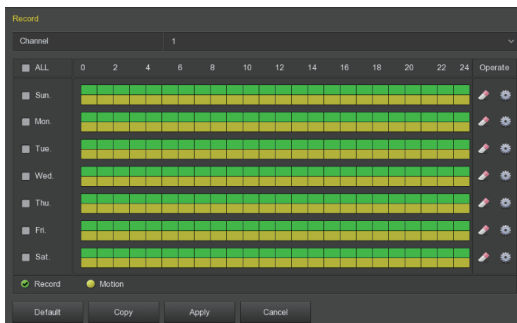 Record
Channel 1
ALL 0 2 4 6 8 10 12 14 16 18 20 22 24 Operate
Sun.
Mon.
Tue.
Wed.
Thu.
Fri.
Sat.
Record Motion
Default Copy Apply Cancel